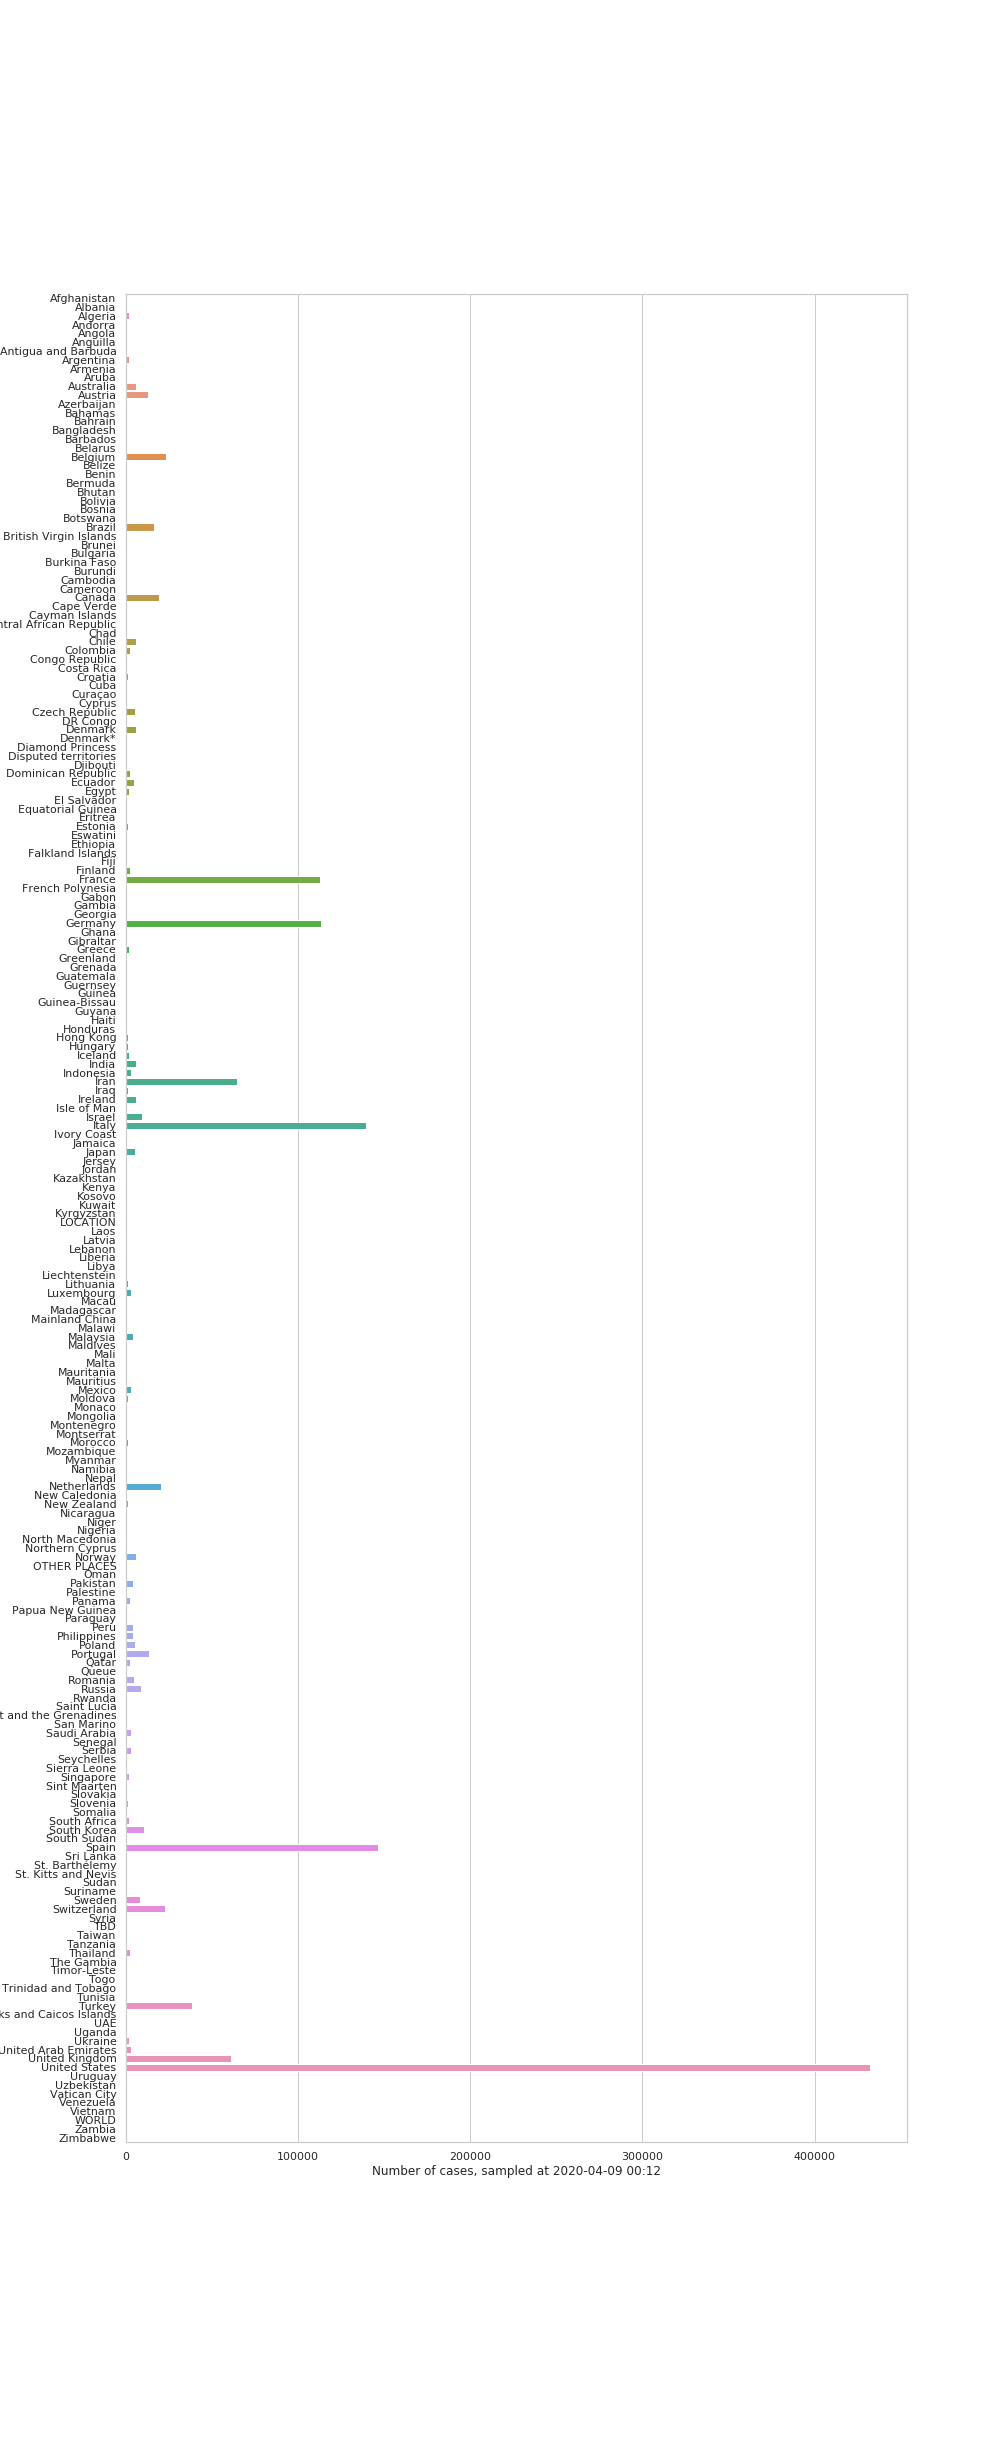 Afghanistan
Albania
Algeria
Andorra
Angola
Anguilla
Antigua and Barbuda
Argentina
Armenia
Aruba
Australia
Austria
Azerbaijan
Bahamas
Bahrain
Bangladesh
Barbados
Belarus
Belgium
Belize
Benin
Bermuda
Bhutan
Bolivia
Bosnia
Botswana
Brazil
British Virgin Islands
Brunei
Bulgaria
Burkina Faso
Burundi
Cambodia
Cameroon
Canada
Cape Verde
Cayman Islands
ntral African Republic
Chad
Chile
Colombia
Congo Republic
Costa Rica
Croatia
Cuba
Curaçao
Cyprus
Czech Republic
DR Congo
Denmark
Denmark*
Diamond Princess
Disputed territories
Djibouti
Dominican Republic
Ecuador
Egypt
El Salvador
Equatorial Guinea
Eritrea
Estonia
Eswatini
Ethiopia
Falkland Islands
Fiji
Finland
France
French Polynesia
Gabon
Gambia
Georgia
Germany
Ghana
Gibraltar
Greece
Greenland
Grenada
Guatemala
Guernsey
Guinea
Guinea-Bissau
Guyana
Haiti
Honduras
Hong Kong
Hungary
Iceland
India
Indonesia
Iran
Iraq
Ireland
Isle of Man
Israel
Italy
Ivory Coast
Jamaica
Japan
Jersey
Jordan
Kazakhstan
Kenya
Kosovo
Kuwait
Kyrgyzstan
LOCATION
Laos
Latvia
Lebanon
Liberia
Libya
Liechtenstein
Lithuania
Luxembourg
Macau
Madagascar
Mainland China
Malawi
Malaysia
Maldives
Mali
Malta
Mauritania
Mauritius
Mexico
Moldova
Monaco
Mongolia
Montenegro
Montserrat
Morocco
Mozambique
Myanmar
Namibia
Nepal
Netherlands
New Caledonia
New Zealand
Nicaragua
Niger
Nigeria
North Macedonia
Northern Cyprus
Norway
OTHER PLACES
Oman
Pakistan
Palestine
Panama
Papua New Guinea
Paraguay
Peru
Philippines
Poland
Portugal
Qatar
Queue
Romania
Russia
Rwanda
Saint Lucia
t and the Grenadines
San Marino
Saudi Arabia
Senegal
Serbia
Seychelles
Sierra Leone
Singapore
Sint Maarten
Slovakia
Slovenia
Somalia
South Africa
South Korea
South Sudan
Spain
Sri Lanka
St. Barthélemy
St. Kitts and Nevis
Sudan
Suriname
Sweden
Switzerland
Syria
TBD
Taiwan
Tanzania
Thailand
The Gambia
Timor-Leste
Togo
Trinidad and Tobago
Tunisia
Turkey
ks and Caicos Islands
UAE
Uganda
Ukraine
United Arab Emirates
United Kingdom
United States
Uruguay
Uzbekistan
Vatican City
Venezuela
Vietnam
WORLD
Zambia
Zimbabwe
0 100000 200000 300000 400000
Number of cases, sampled at 2020-04-09 00:12